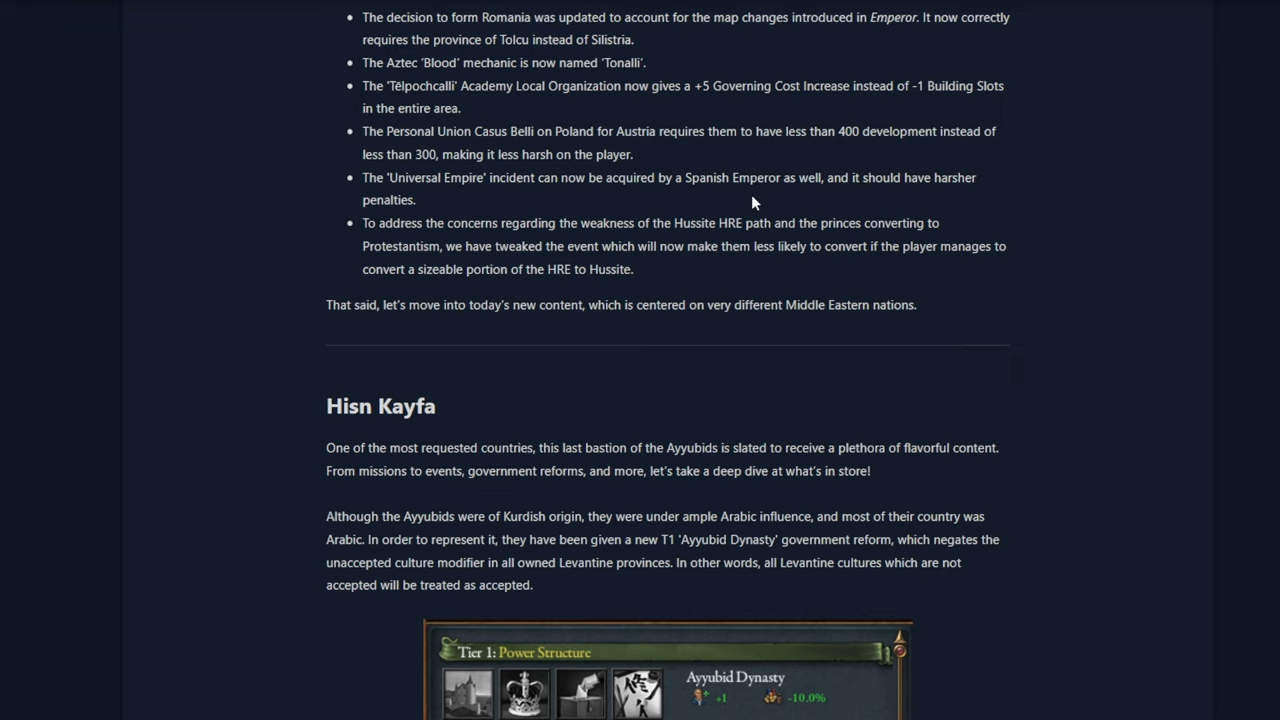 The decision to form Romania was updated to account for the map changes introduced in Emperor. It now correctly
requires the province of Tolcu instead of Silistria.
The Aztec 'Blood' mechanic is now named 'Tonalli'.
The 'Tēlpochcalli' Academy Local Organization now gives a +5 Governing Cost Increase instead of -1 Building Slots
in the entire area.
The Personal Union Casus Belli on Poland for Austria requires them to have less than 400 development instead of
less than 300, making it less harsh on the player.
The 'Universal Empire' incident can now be acquired by a Spanish Emperor as well, and it should have harsher
penalties.
To address the concerns regarding the weakness of the Hussite HRE path and the princes converting to
Protestantism, we have tweaked the event which will now make them less likely to convert if the player manages to
convert a sizeable portion of the HRE to Hussite.
That said, let's move into today's new content, which is centered on very different Middle Eastern nations.
Hisn Kayfa
One of the most requested countries, this last bastion of the Ayyubids is slated to receive a plethora of flavorful content.
From missions to events, government reforms, and more, let's take a deep dive at what's in store!
Although the Ayyubids were of Kurdish origin, they were under ample Arabic influence, and most of their country was
Arabic. In order to represent it, they have been given a new T1 'Ayyubid Dynasty' government reform, which negates the
unaccepted culture modifier in all owned Levantine provinces. In other words, all Levantine cultures which are not
accepted will be treated as accepted.
Tier 1: Power Structure
Ayyubid Dynasty
+1 -10.0%